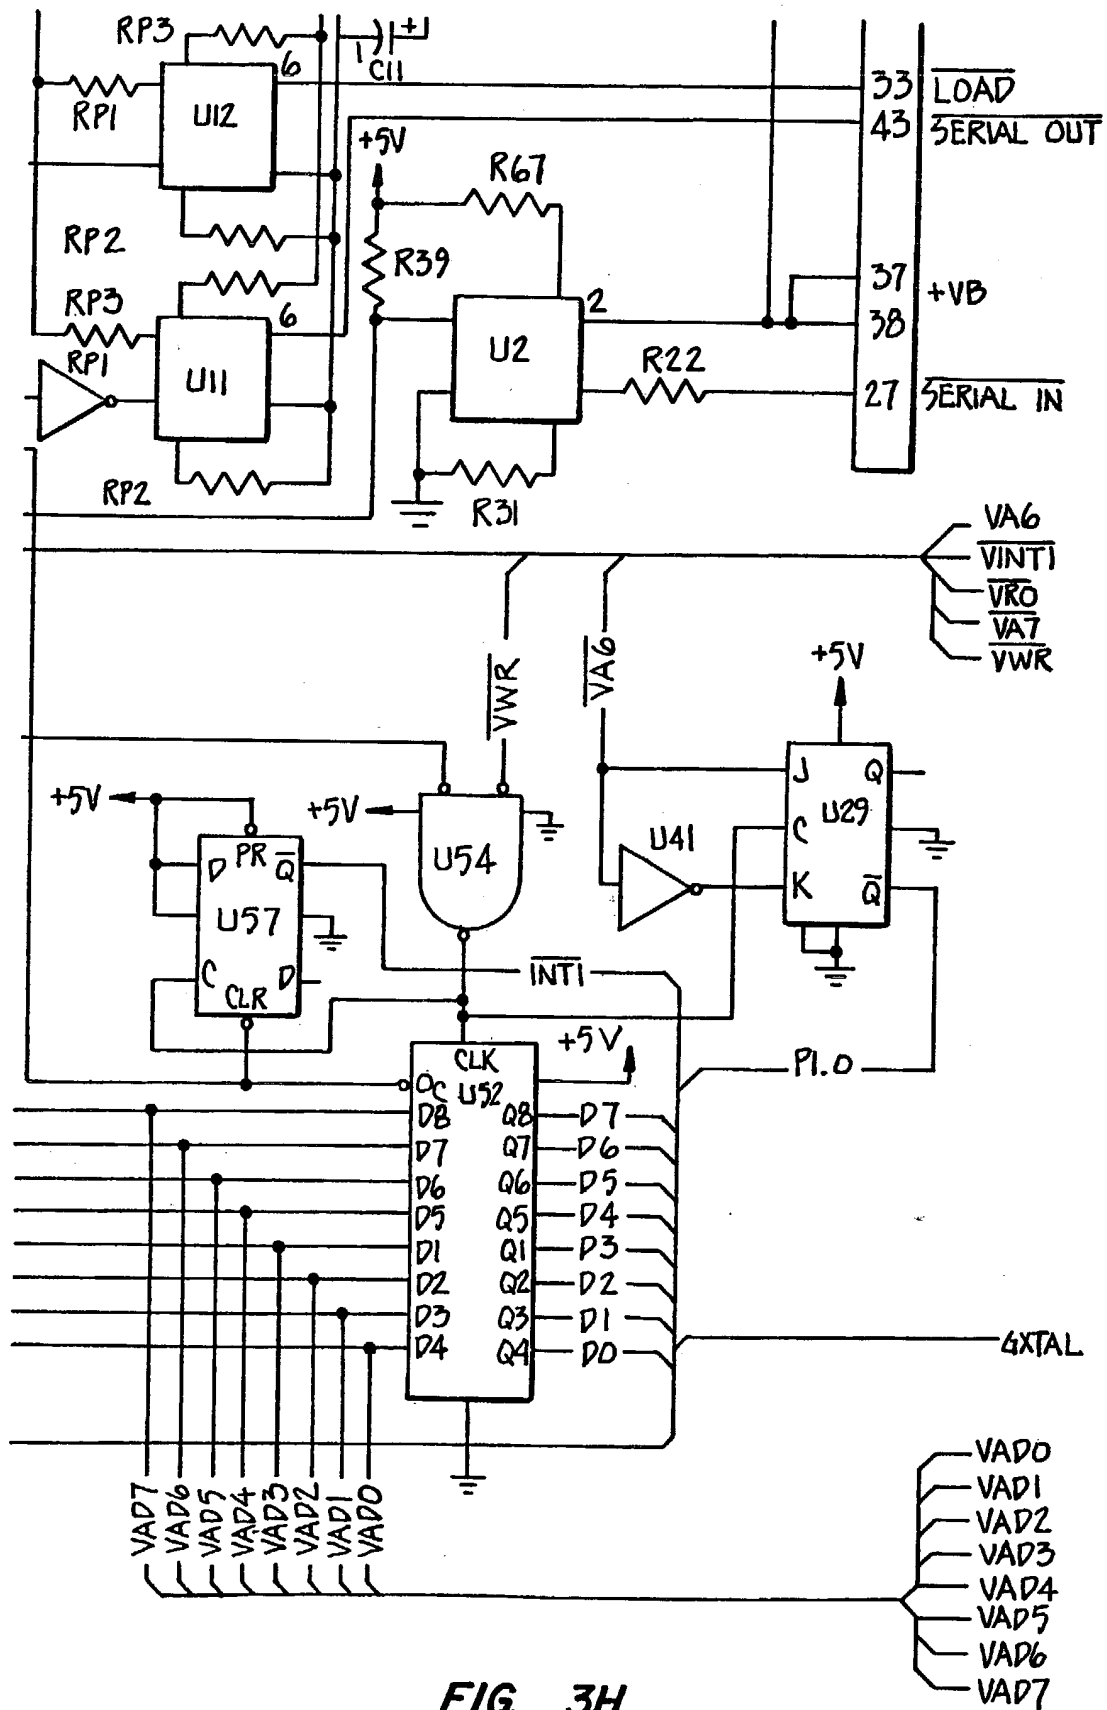 RP3
1
+
C11
6
RP1
U12
33 LOAD
43 SERIAL OUT
+5V
R67
RP2
R39
37
+VB
38
RP3
6
2
U2
RP1
U11
R22
27 SERIAL IN
RP2
R31
VA6
VINT1
VRO
VA7
VWR
VWR
VA6
+5V
J Q
U29
C
K Q
U41
+5V
+5V
U54
PR
D Q
U57
C D
CLR
INT1
+5V
CLK
P1.0
OC U52
D8 Q8 D7
D7 Q7 D6
D6 Q6 D5
D5 Q5 D4
D1 Q1 D3
D2 Q2 D2
D3 Q3 D1
D4 Q4 D0
GXTAL
VAD7
VAD6
VAD5
VAD4
VAD3
VAD2
VAD1
VAD0
VAD0
VAD1
VAD2
VAD3
VAD4
VAD5
VAD6
VAD7
FIG 3H